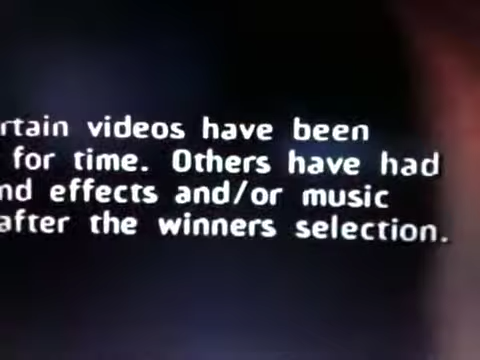 rtain videos have been
for time. Others have had
nd effects and/or music
after the winners selection.